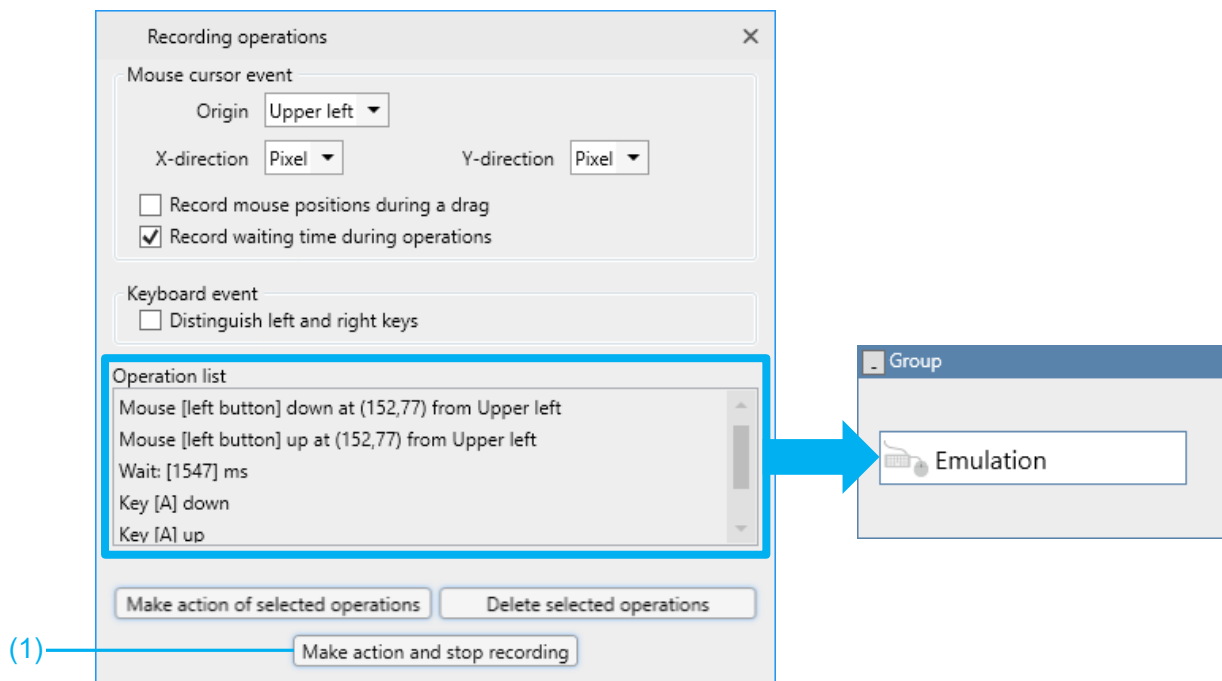 Recording operations
Mouse cursor event
Origin Upper left
X-direction Pixel Y-direction Pixel
Record mouse positions during a drag
Record waiting time during operations
Keyboard event
Distinguish left and right keys
Operation list
Mouse [left button] down at (152,77) from Upper left
Mouse [left button] up at (152,77) from Upper left
Wait: [1547] ms
Key [A] down
Key [A] up
Make action of selected operations Delete selected operations
(1) Make action and stop recording
Group
Emulation